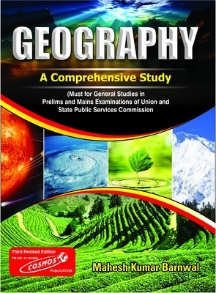 GEOGRAPHY
A Comprehensive Study
(Must for General Studies in
Prelims and Mains Examinations of Union and
State Public Services Commission
Third Revised Edition
COSMOS
PUBLICATION
Mahesh Kumar Barnwal